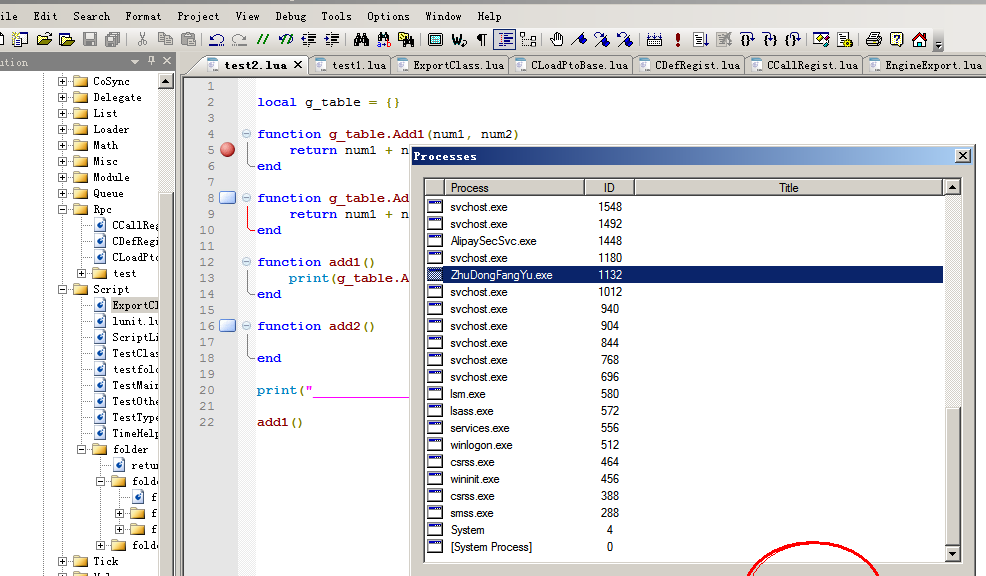 ile Edit Search Format Project View Debug Tools Options Window Help
ution
test2.lua test1.lua ExportClass.lua CLoadPtoBase.lua CDefRegist.lua CCallRegist.lua EngineExport.lua
CoSync
Delegate
List
Loader
Math
Misc
Module
Queue
Rpc
CCallReg
CDefRegi
CLoadPto
test
Script
ExportCl
lunit.lu
ScriptLi
TestClas
testfold
TestMain
TestOthe
TestType
TimeHelp
folder
retu
fold
f
f
f
fold
Tick
1
2 local g_table = {}
3
4 function g_table.Add1(num1, num2)
5 return num1 + n
6 end
7
8 function g_table.Ad
9 return num1 + n
10 end
11
12 function add1()
13 print(g_table.A
14 end
15
16 function add2()
17
18 end
19
20 print("_____________
21
22 add1()
Processes
Process ID Title
svchost.exe 1548
svchost.exe 1492
AlipaySecSvc.exe 1448
svchost.exe 1180
ZhuDongFangYu.exe 1132
svchost.exe 1012
svchost.exe 940
svchost.exe 904
svchost.exe 844
svchost.exe 768
svchost.exe 696
lsm.exe 580
lsass.exe 572
services.exe 556
winlogon.exe 512
csrss.exe 464
wininit.exe 456
csrss.exe 388
smss.exe 288
System 4
[System Process] 0